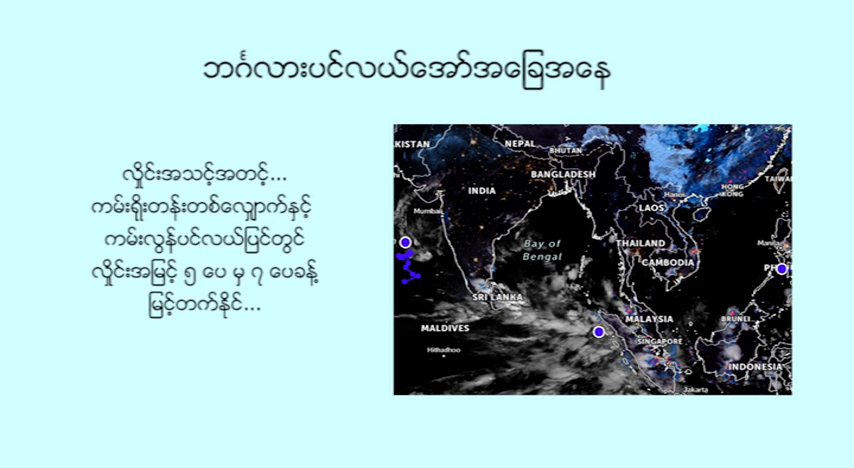 ဘင်္ဂလားပင်လယ်အော်အခြေအနေ
လှိုင်းအသင့်အတင့်...
ကမ်းရိုးတန်းတစ်လျှောက်နှင့်
ကမ်းလွန်ပင်လယ်ပြင်တွင်
လှိုင်းအမြင့် ၅ ပေ မှ ၇ ပေခန့်
မြင့်တက်နိုင်...
KISTAN
NEPAL
BHUTAN
TAIWA
BANGLADESH
INDIA
Hanoi
HONG
KONG
Mumbai
LAOS
Bay of
Bengal
THAILAND
Manila
CAMBODIA
PH
SRI LANKA
MALDIVES
MALAYSIA
BRUNEI
Hithadhoo
SINGAPORE
INDONESIA
Jakarta